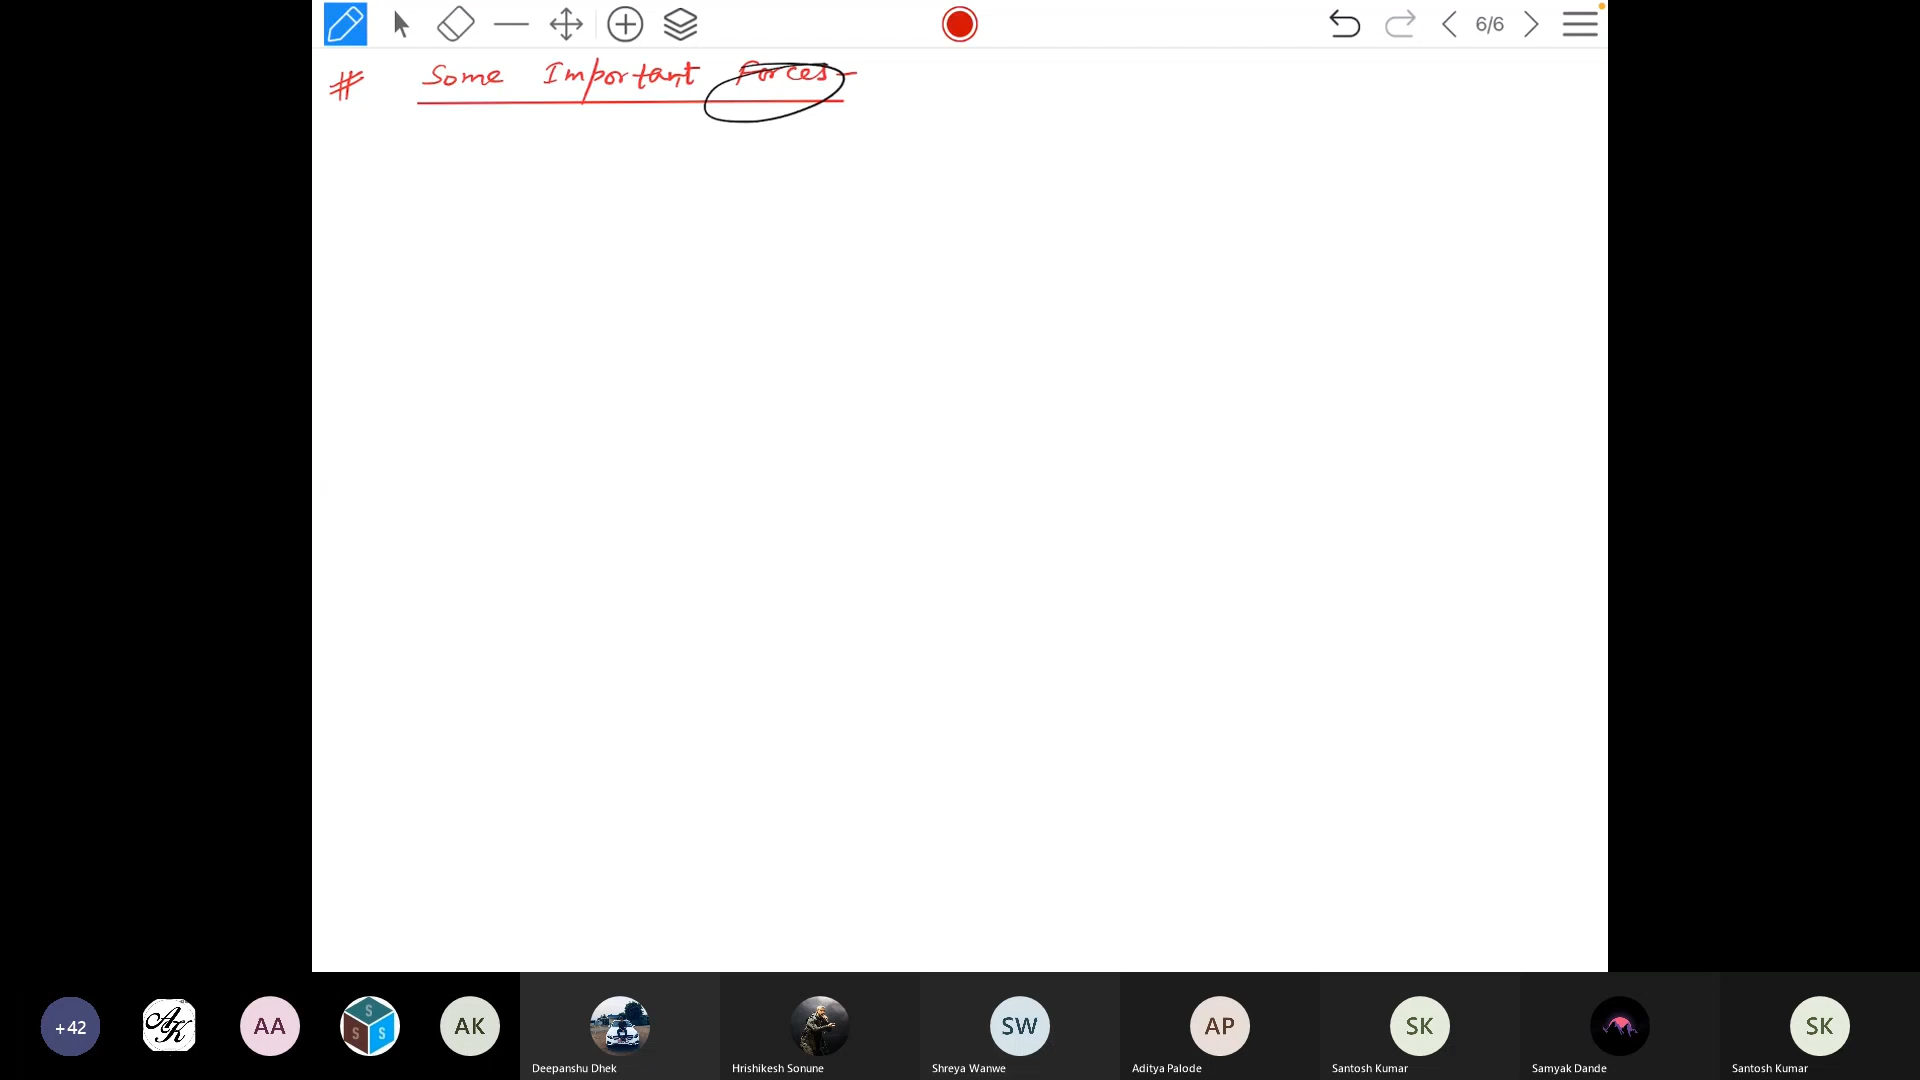 6/6
# Some Important Forces-
+42
AK
AA
S
S S
AK
SW
AP
SK
SK
Deepanshu Dhek
Hrishikesh Sonune
Shreya Wanwe
Aditya Palode
Santosh Kumar
Samyak Dande
Santosh Kumar